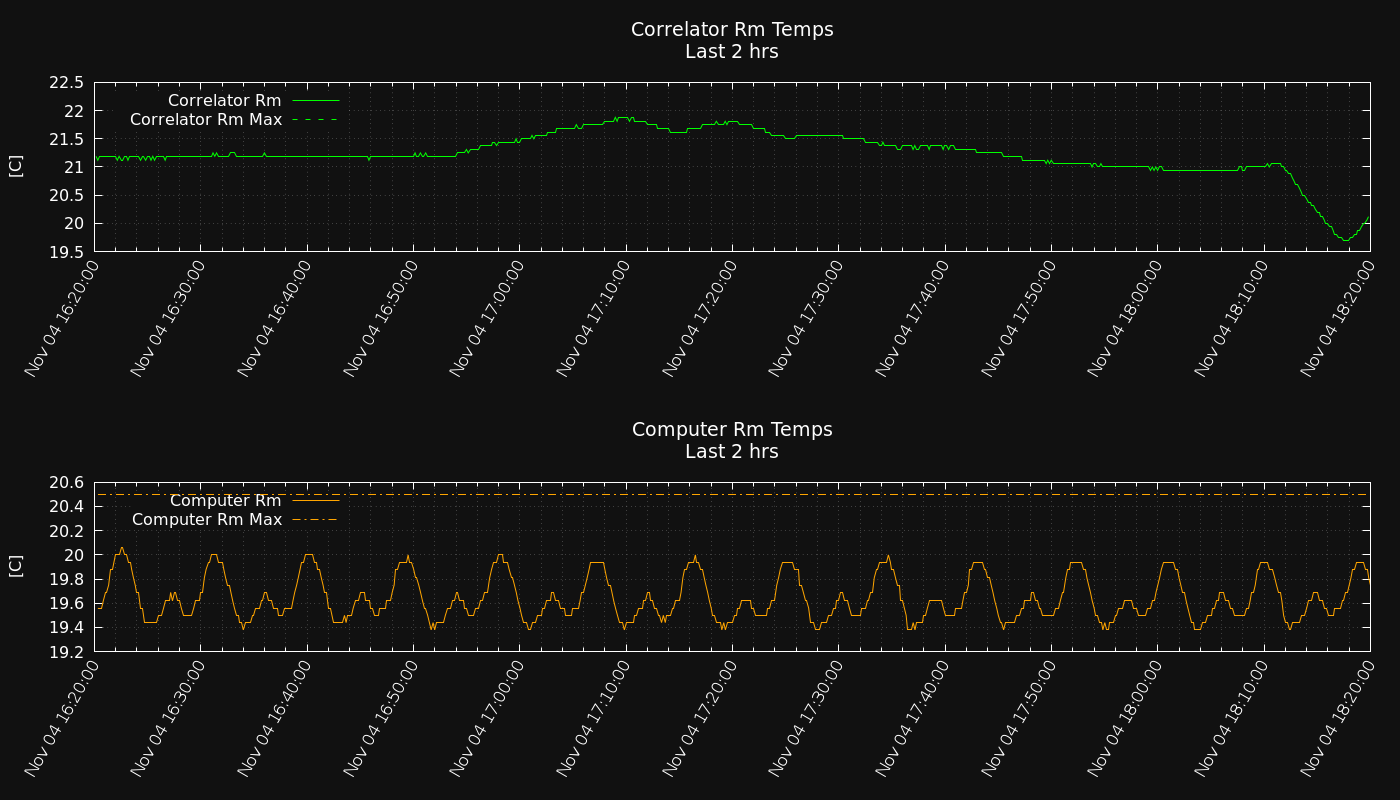 Correlator Rm Temps
Last 2 hrs
Correlator Rm
Correlator Rm Max
[C]
22.5
22
21.5
21
20.5
20
19.5
Nov 04 16:20:00
Nov 04 16:30:00
Nov 04 16:40:00
Nov 04 16:50:00
Nov 04 17:00:00
Nov 04 17:10:00
Nov 04 17:20:00
Nov 04 17:30:00
Nov 04 17:40:00
Nov 04 17:50:00
Nov 04 18:00:00
Nov 04 18:10:00
Nov 04 18:20:00
Computer Rm Temps
Last 2 hrs
Computer Rm
Computer Rm Max
[C]
20.6
20.4
20.2
20
19.8
19.6
19.4
19.2
Nov 04 16:20:00
Nov 04 16:30:00
Nov 04 16:40:00
Nov 04 16:50:00
Nov 04 17:00:00
Nov 04 17:10:00
Nov 04 17:20:00
Nov 04 17:30:00
Nov 04 17:40:00
Nov 04 17:50:00
Nov 04 18:00:00
Nov 04 18:10:00
Nov 04 18:20:00